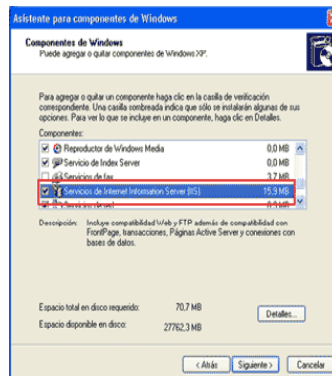 Asistente para componentes de Windows
Componentes de Windows
Puede agregar o quitar componentes de Windows XP.
Para agregar o quitar un componente haga clic en la casilla de verificación
correspondiente. Una casilla sombreada indica que sólo se instalarán algunas de sus
opciones. Para ver lo que se incluye en un componente, haga clic en Detalles.
Componentes:
Reproductor de Windows Media 0,0 MB
Servicio de Index Server 0,0 MB
Servicios de fax 3,7 MB
Servicios de Internet Information Server (IIS) 15,9 MB
Descripción: Incluye compatibilidad Web y FTP además de compatibilidad con
FrontPage, transacciones, Páginas Active Server y conexiones con
bases de datos.
Espacio total en disco requerido: 70,7 MB
Espacio disponible en disco: 27762,3 MB
Detalles...
< Atrás Siguiente > Cancelar